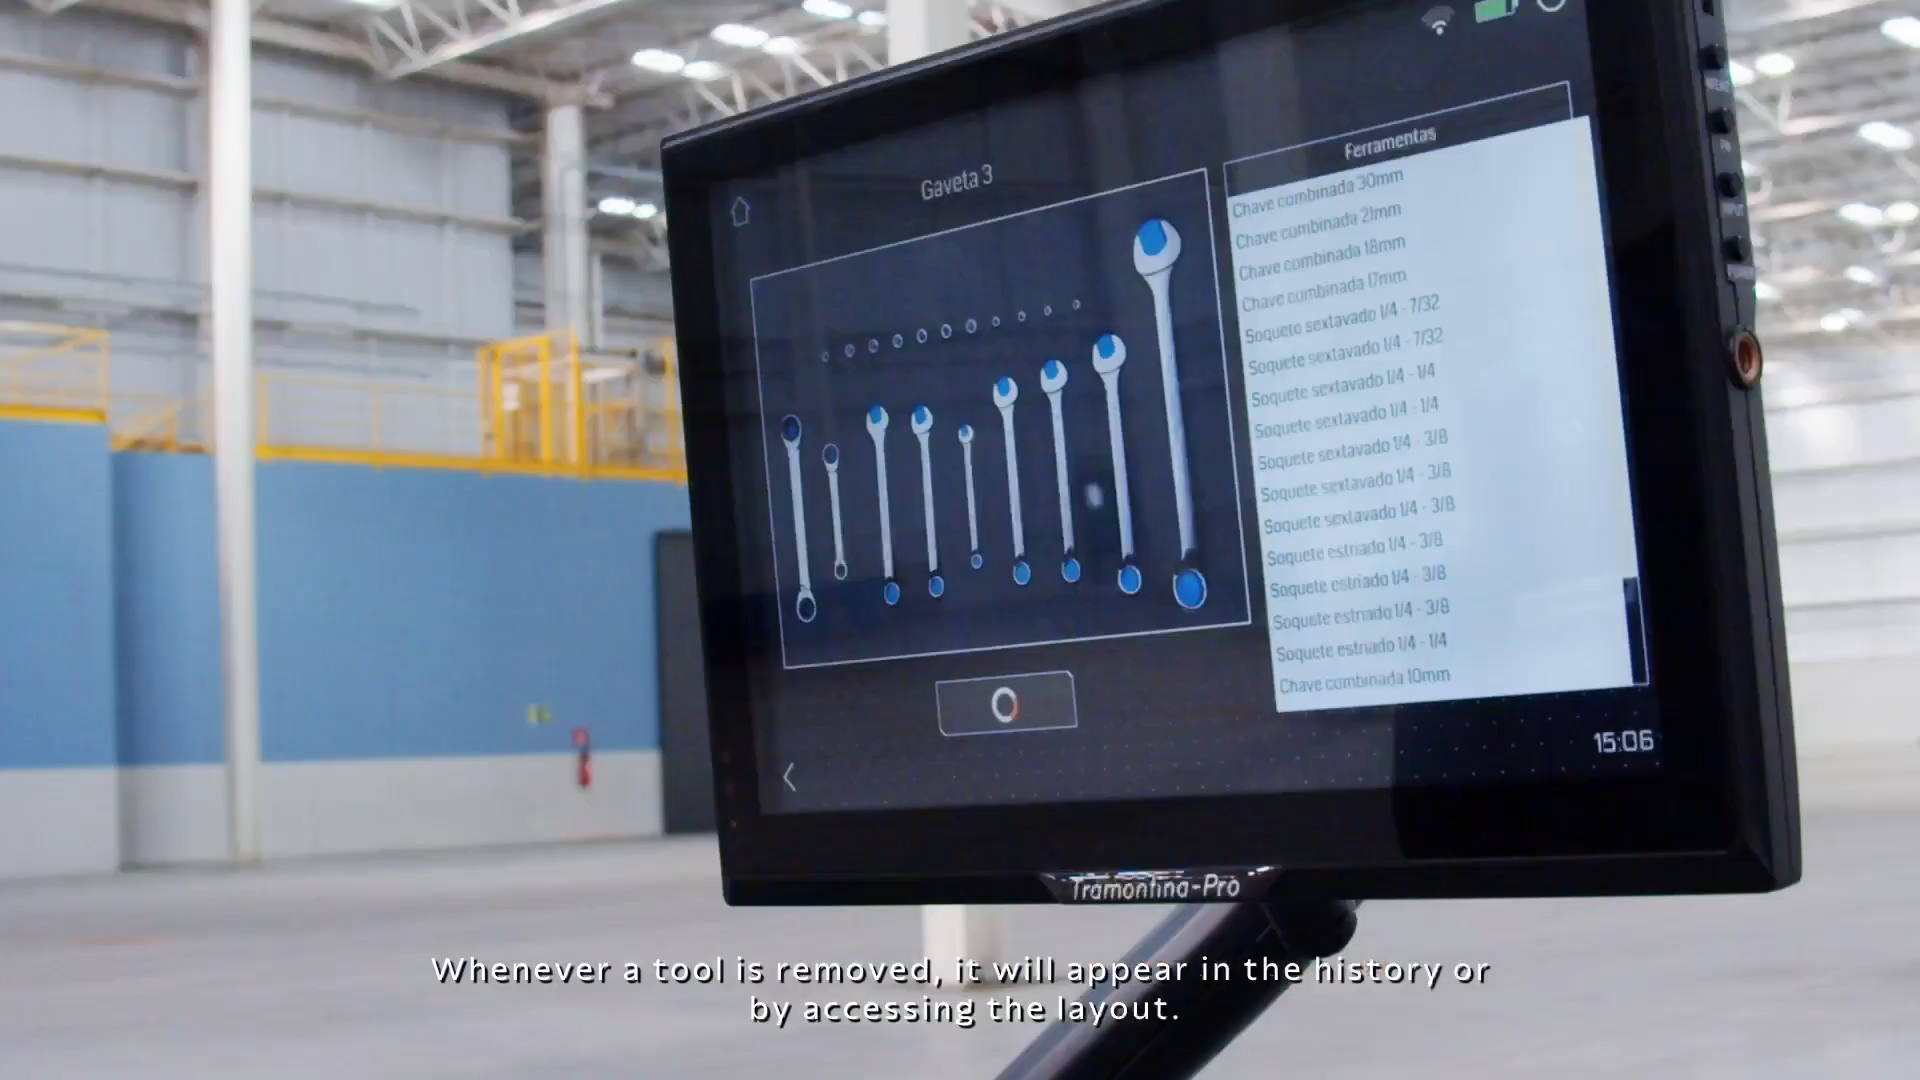 Gaveta 3
Ferramentas
Chave combinada 30mm
Chave combinada 21mm
Chave combinada 18mm
Chave combinada 17mm
Soquete sextavado 1/4 - 7/32
Soquete sextavado 1/4 - 7/32
Soquete sextavado 1/4 - 1/4
Soquete sextavado 1/4 - 1/4
Soquete sextavado 1/4 - 3/8
Soquete sextavado 1/4 - 3/8
Soquete sextavado 1/4 - 3/8
Soquete estriado 1/4 - 3/8
Soquete estriado 1/4 - 3/8
Soquete estriado 1/4 - 3/8
Soquete estriado 1/4 - 1/4
Chave combinada 10mm
15:06
Tramontina-Pro
Whenever a tool is removed, it will appear in the history or
by accessing the layout.